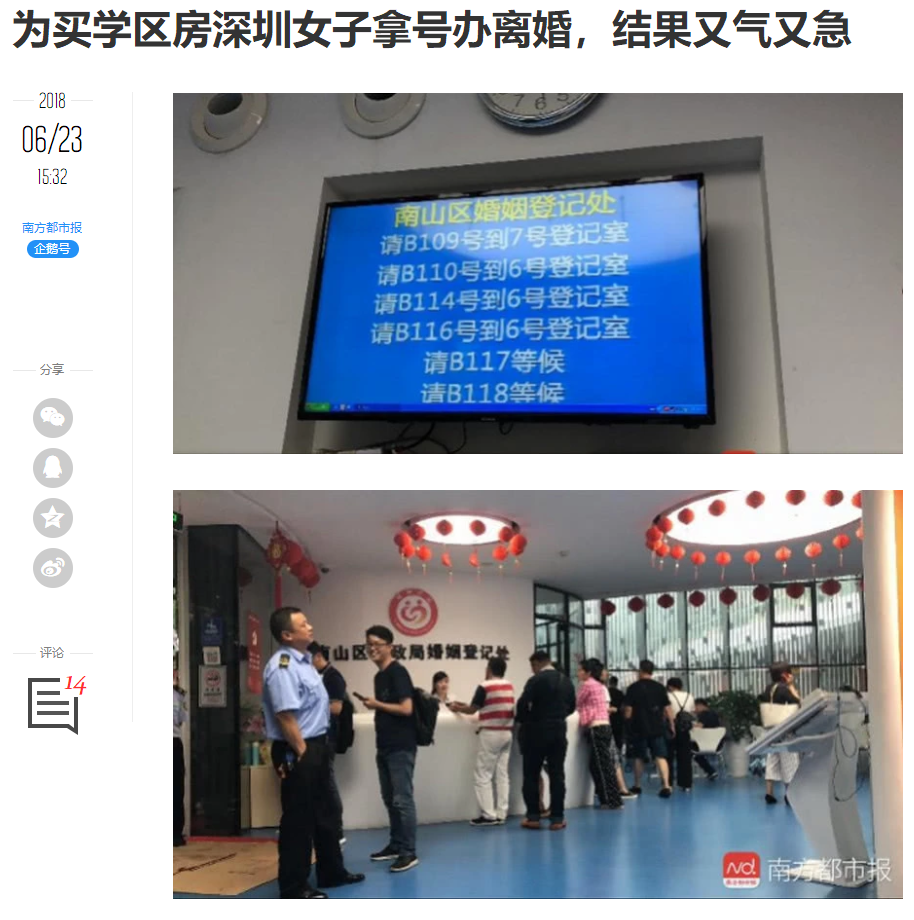 为买学区房深圳女子拿号办离婚，结果又气又急
2018
06/23
15:32
南方都市报
企鹅号
分享
评论
14
南山区婚姻登记处
请B109号到7号登记室
请B110号到6号登记室
请B114号到6号登记室
请B116号到6号登记室
请B117等候
请B118等候
7 6 5
南山区 政局婚姻登记处
南方都市报